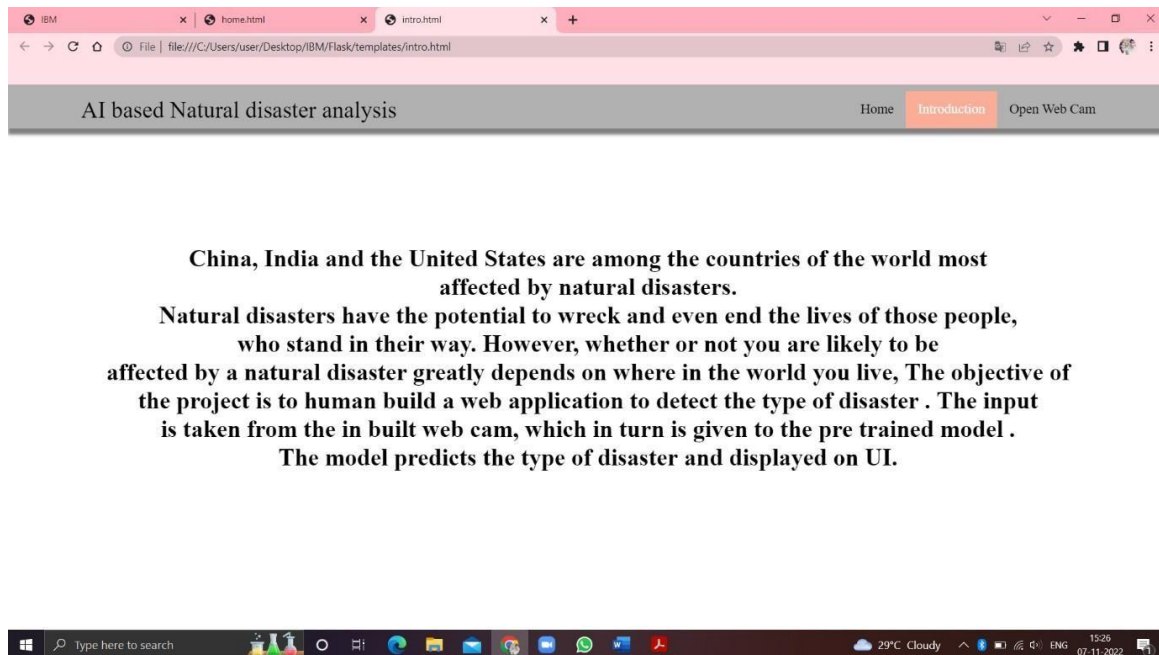 IBM
home.html
intro.html
File | file:///C:/Users/user/Desktop/IBM/Flask/templates/intro.html
AI based Natural disaster analysis
Home
Introduction
Open Web Cam
China, India and the United States are among the countries of the world most
affected by natural disasters.
Natural disasters have the potential to wreck and even end the lives of those people,
who stand in their way. However, whether or not you are likely to be
affected by a natural disaster greatly depends on where in the world you live, The objective of
the project is to human build a web application to detect the type of disaster . The input
is taken from the in built web cam, which in turn is given to the pre trained model .
The model predicts the type of disaster and displayed on UI.
Type here to search
29°C Cloudy
ENG
15:26
07-11-2022